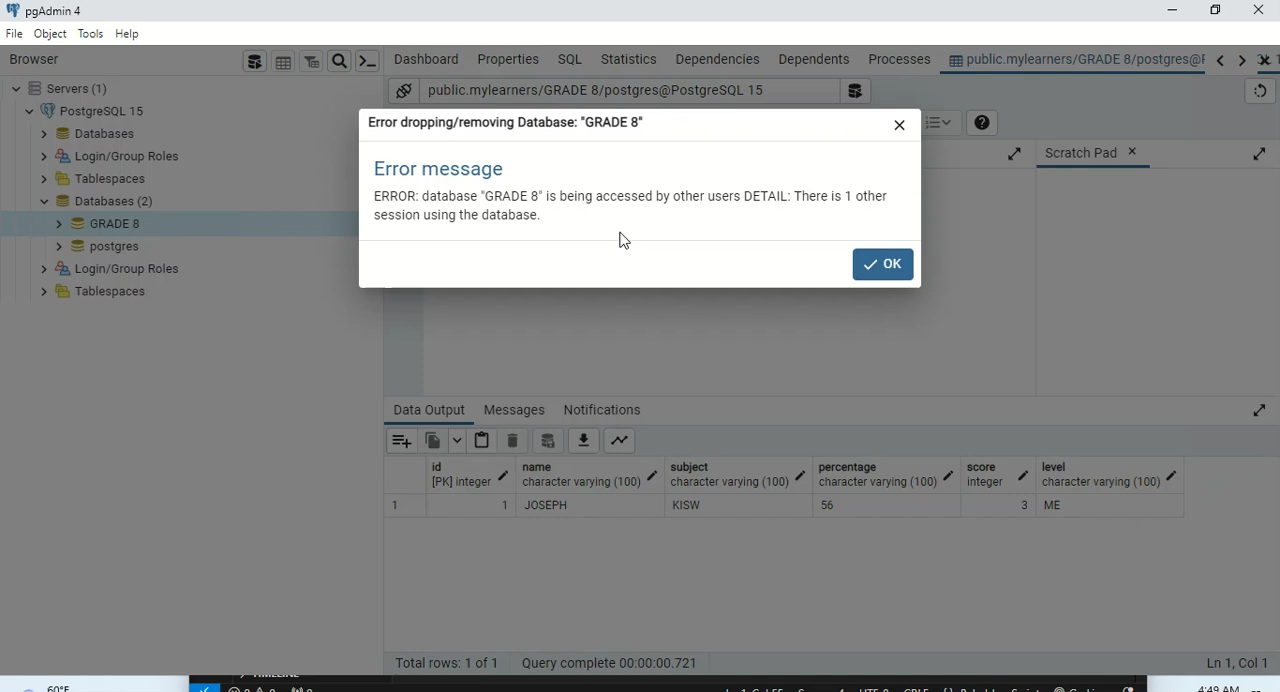 pgAdmin 4
File Object Tools Help
Browser
Dashboard Properties SQL Statistics Dependencies Dependents Processes public.mylearners/GRADE 8/postgres@P
Servers (1)
public.mylearners/GRADE 8/postgres@PostgreSQL 15
PostgreSQL 15
Databases
Login/Group Roles
Tablespaces
Databases (2)
GRADE 8
postgres
Login/Group Roles
Tablespaces
Error dropping/removing Database: "GRADE 8"
Error message
ERROR: database "GRADE 8" is being accessed by other users DETAIL: There is 1 other
session using the database.
OK
Scratch Pad
Data Output Messages Notifications
id name subject percentage score level
[PK] integer character varying (100) character varying (100) character varying (100) integer character varying (100)
1 1 JOSEPH KISW 56 3 ME
Total rows: 1 of 1 Query complete 00:00:00.721 Ln 1, Col 1
60°F
4:49 AM